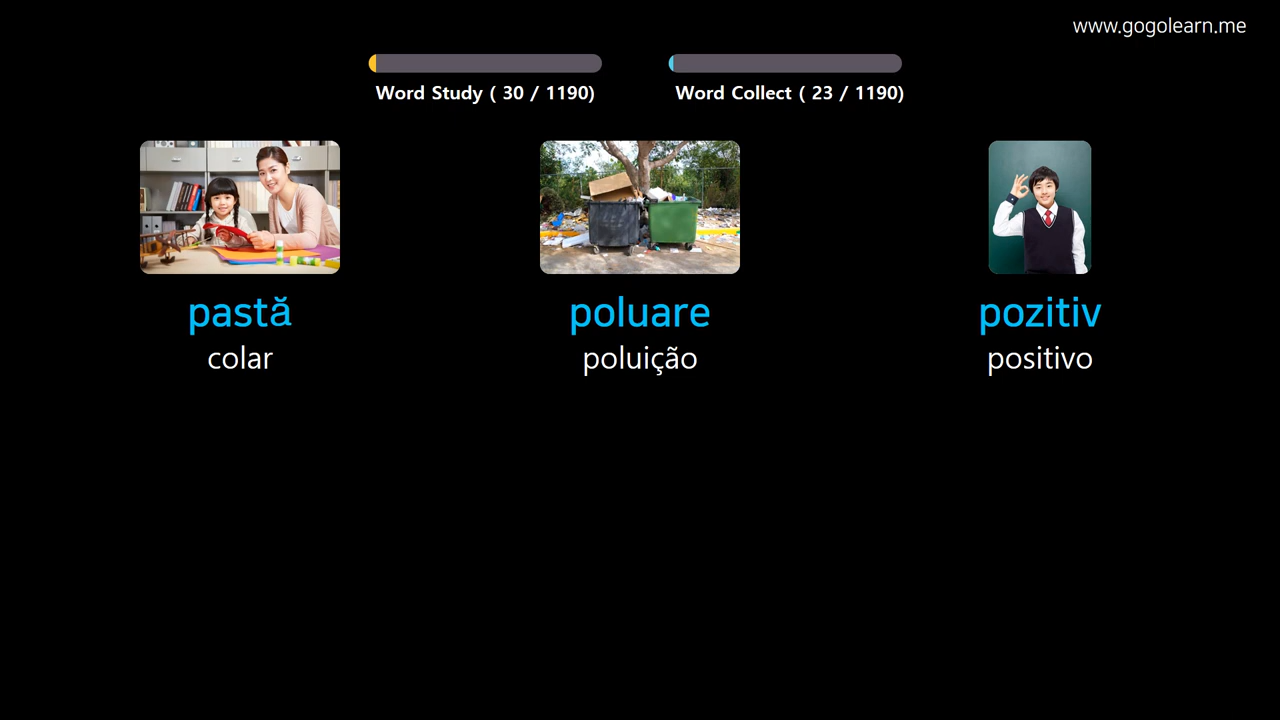 www.gogolearn.me
Word Study ( 30 / 1190)
Word Collect ( 23 / 1190)
pastă
poluare
pozitiv
colar
poluição
positivo